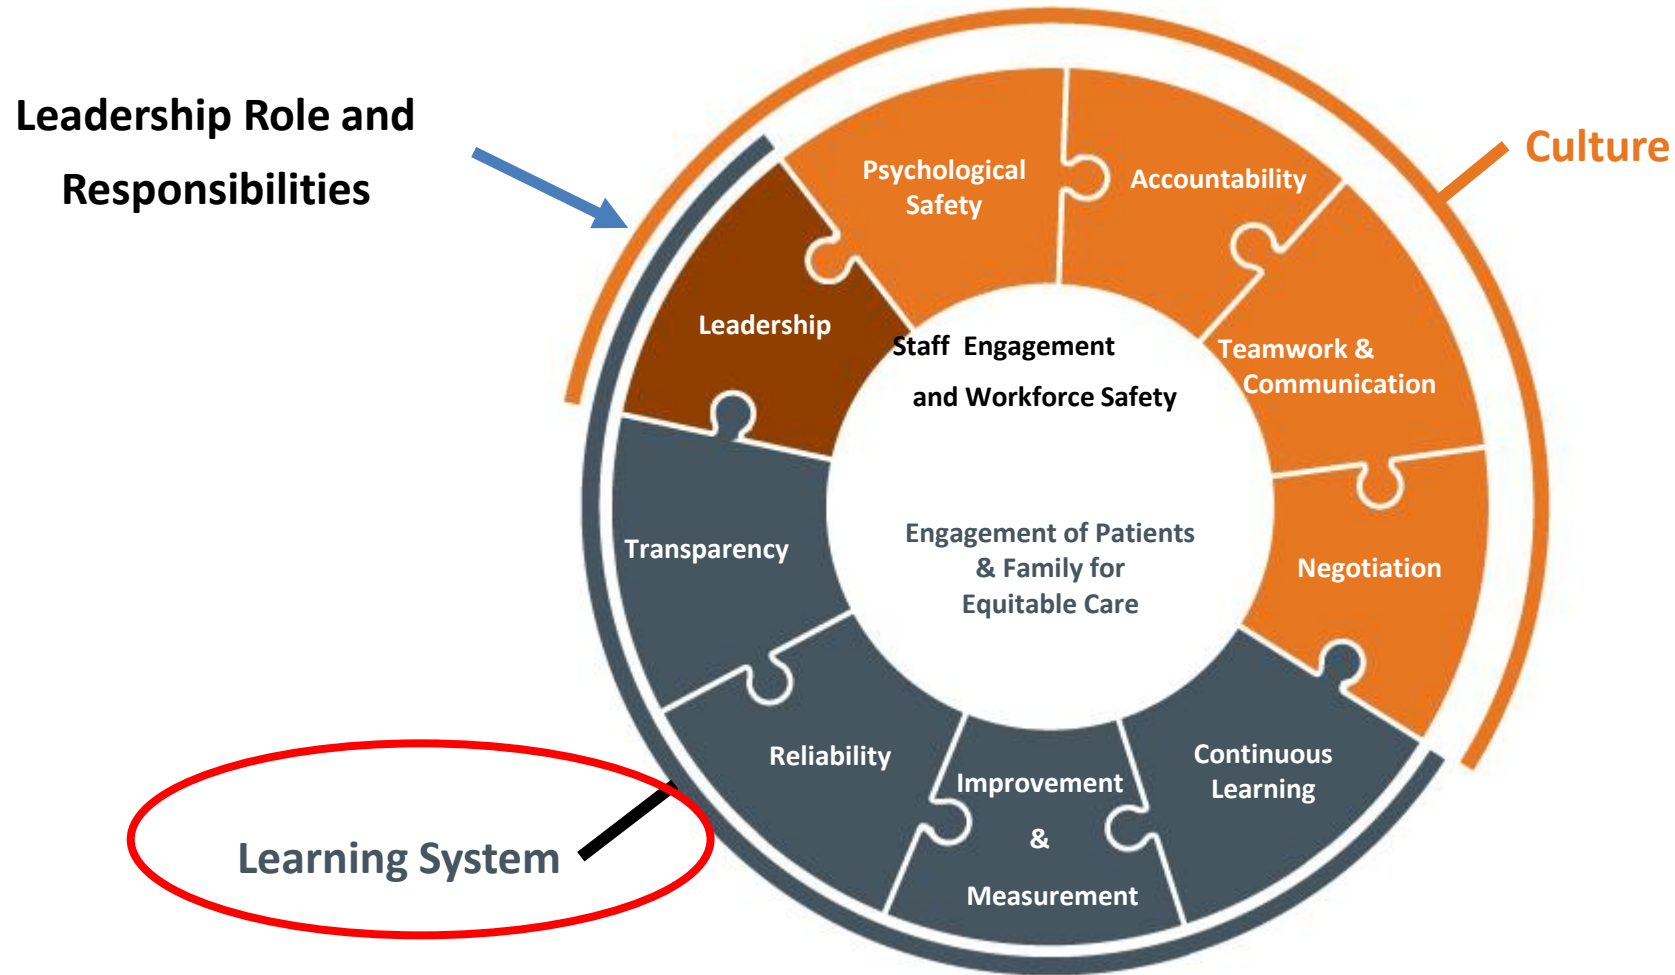 Leadership Role and
Responsibilities
Culture
Psychological
Safety
Accountability
Leadership
Staff Engagement
and Workforce Safety
Teamwork &
Communication
Transparency
Engagement of Patients
& Family for
Equitable Care
Negotiation
Reliability
Improvement
&
Measurement
Continuous
Learning
Learning System